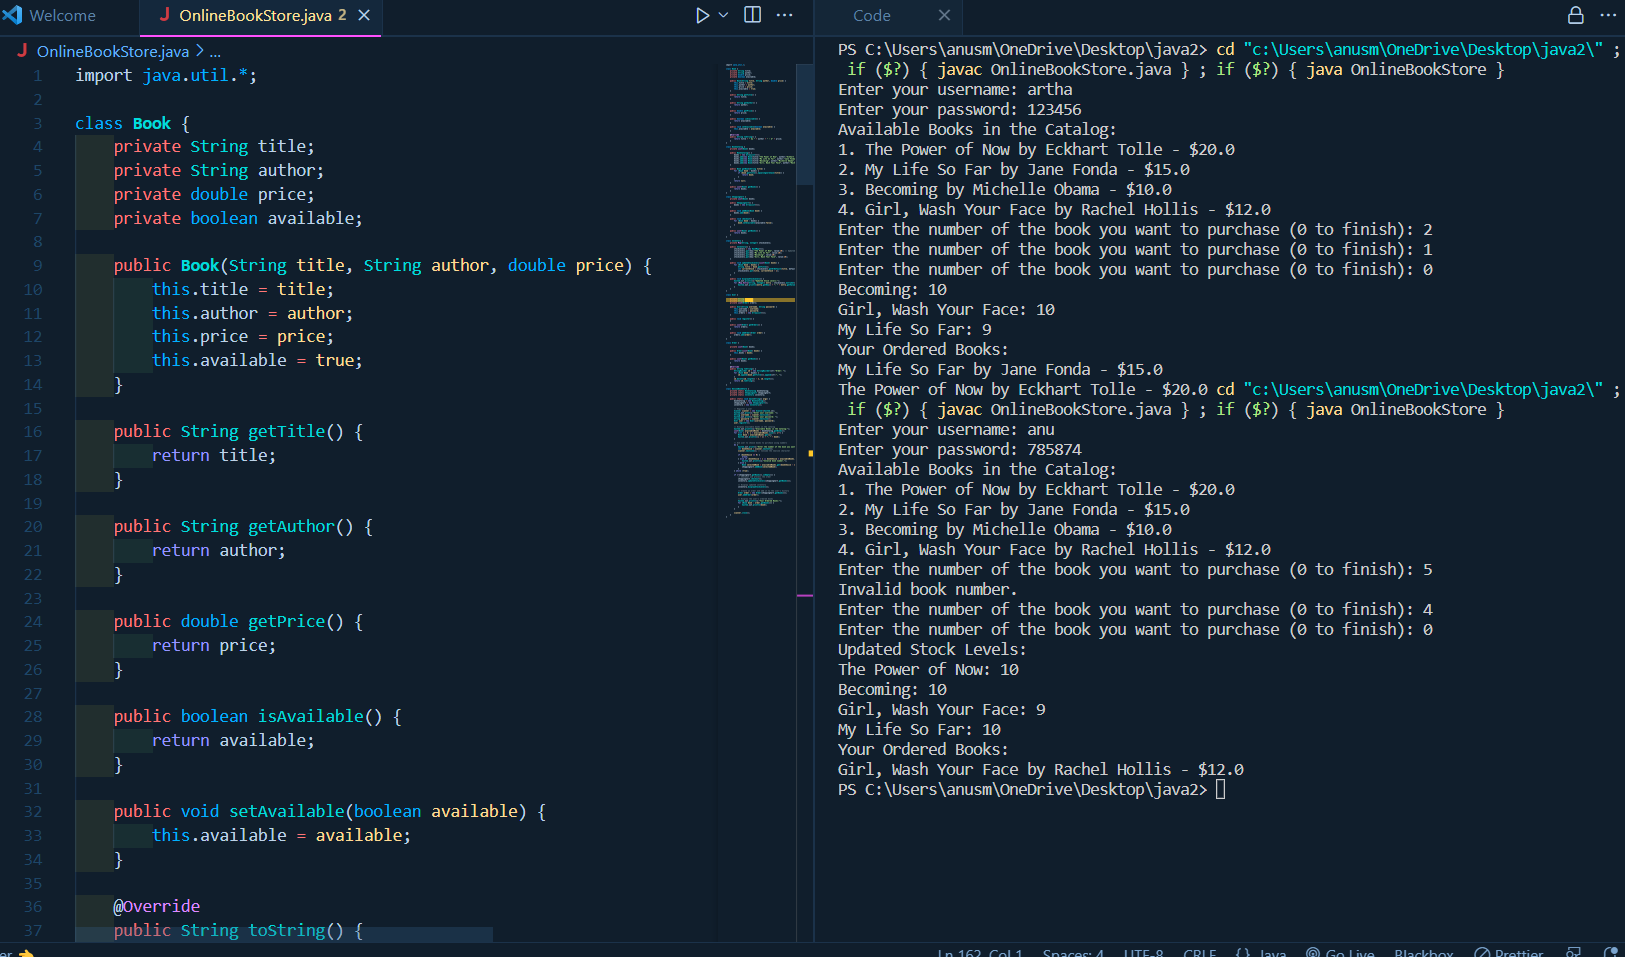 Welcome
OnlineBookStore.java 2
OnlineBookStore.java > ...
1 import java.util.*;
2
3 class Book {
4 private String title;
5 private String author;
6 private double price;
7 private boolean available;
8
9 public Book(String title, String author, double price) {
10 this.title = title;
11 this.author = author;
12 this.price = price;
13 this.available = true;
14 }
15
16 public String getTitle() {
17 return title;
18 }
19
20 public String getAuthor() {
21 return author;
22 }
23
24 public double getPrice() {
25 return price;
26 }
27
28 public boolean isAvailable() {
29 return available;
30 }
31
32 public void setAvailable(boolean available) {
33 this.available = available;
34 }
35
36 @Override
37 public String toString() {
Code
PS C:\Users\anusm\OneDrive\Desktop\java2> cd "c:\Users\anusm\OneDrive\Desktop\java2\" ;
if ($?) { javac OnlineBookStore.java } ; if ($?) { java OnlineBookStore }
Enter your username: artha
Enter your password: 123456
Available Books in the Catalog:
1. The Power of Now by Eckhart Tolle - $20.0
2. My Life So Far by Jane Fonda - $15.0
3. Becoming by Michelle Obama - $10.0
4. Girl, Wash Your Face by Rachel Hollis - $12.0
Enter the number of the book you want to purchase (0 to finish): 2
Enter the number of the book you want to purchase (0 to finish): 1
Enter the number of the book you want to purchase (0 to finish): 0
Becoming: 10
Girl, Wash Your Face: 10
My Life So Far: 9
Your Ordered Books:
My Life So Far by Jane Fonda - $15.0
The Power of Now by Eckhart Tolle - $20.0 cd "c:\Users\anusm\OneDrive\Desktop\java2\" ;
if ($?) { javac OnlineBookStore.java } ; if ($?) { java OnlineBookStore }
Enter your username: anu
Enter your password: 785874
Available Books in the Catalog:
1. The Power of Now by Eckhart Tolle - $20.0
2. My Life So Far by Jane Fonda - $15.0
3. Becoming by Michelle Obama - $10.0
4. Girl, Wash Your Face by Rachel Hollis - $12.0
Enter the number of the book you want to purchase (0 to finish): 5
Invalid book number.
Enter the number of the book you want to purchase (0 to finish): 4
Enter the number of the book you want to purchase (0 to finish): 0
Updated Stock Levels:
The Power of Now: 10
Becoming: 10
Girl, Wash Your Face: 9
My Life So Far: 10
Your Ordered Books:
Girl, Wash Your Face by Rachel Hollis - $12.0
PS C:\Users\anusm\OneDrive\Desktop\java2>
Ln 162, Col 1 Spaces: 4 UTF-8 CRLF {} Java Go Live Blackbox Prettier